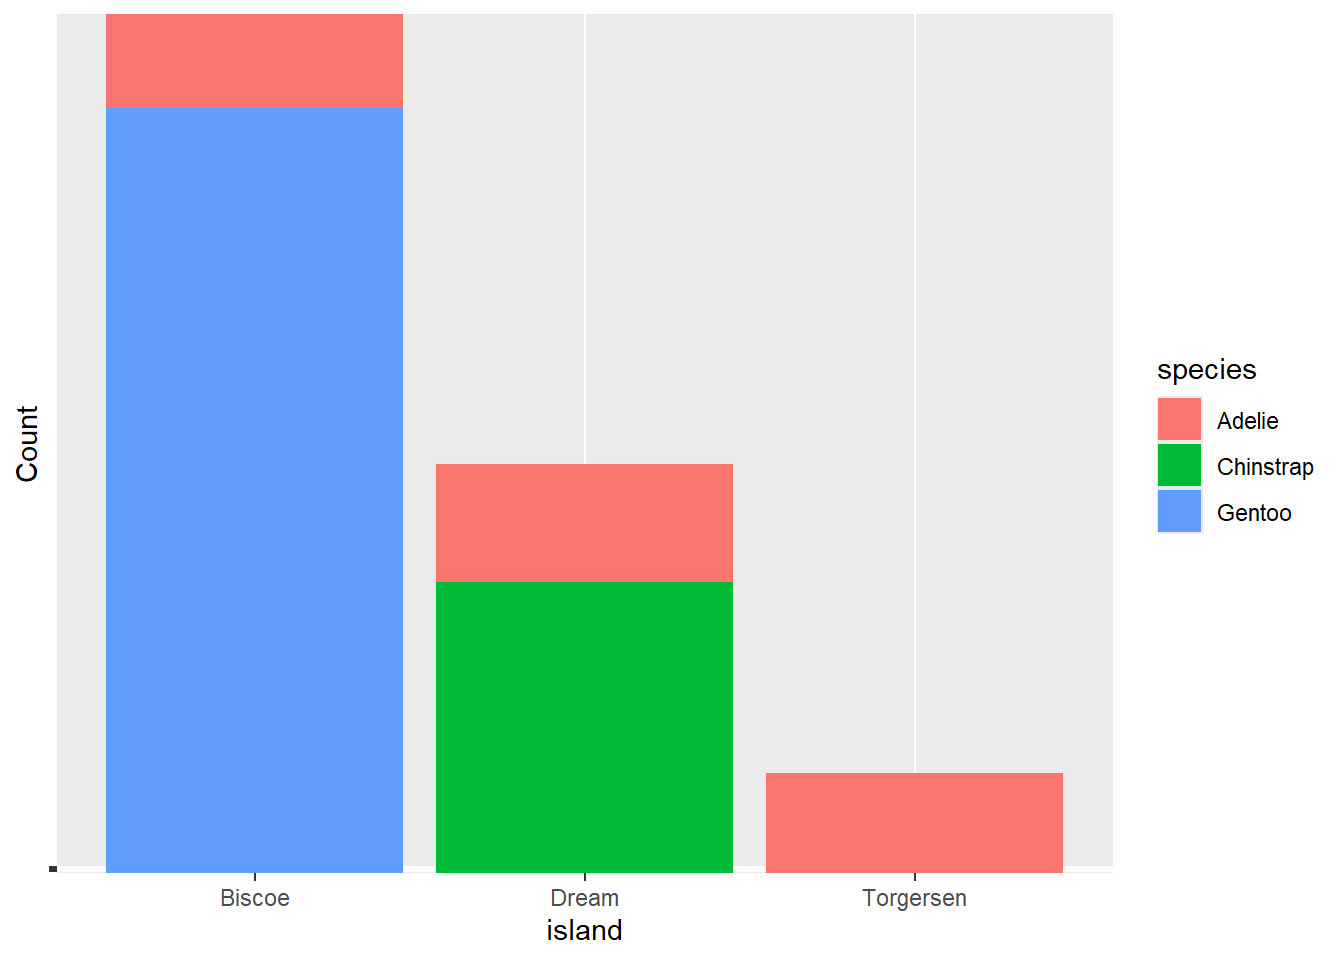 Count
Biscoe
Dream
Torgersen
island
species
Adelie
Chinstrap
Gentoo